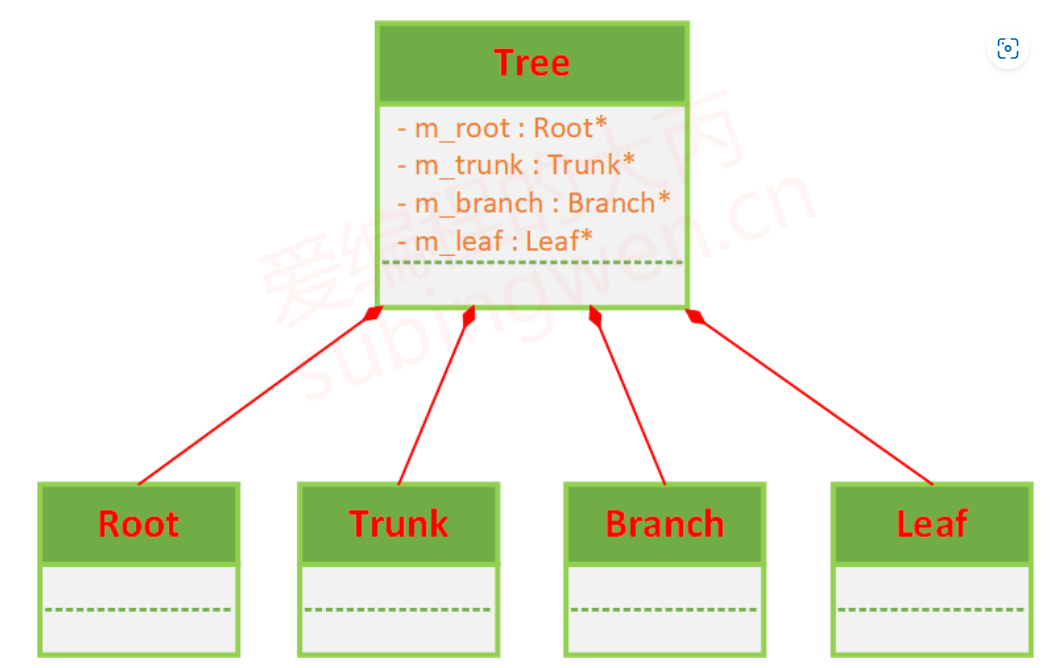 Tree
- m_root : Root*
- m_trunk : Trunk*
- m_branch : Branch*
- m_leaf : Leaf*
爱编程的大丙
subingwen.cn
Root
Trunk
Branch
Leaf